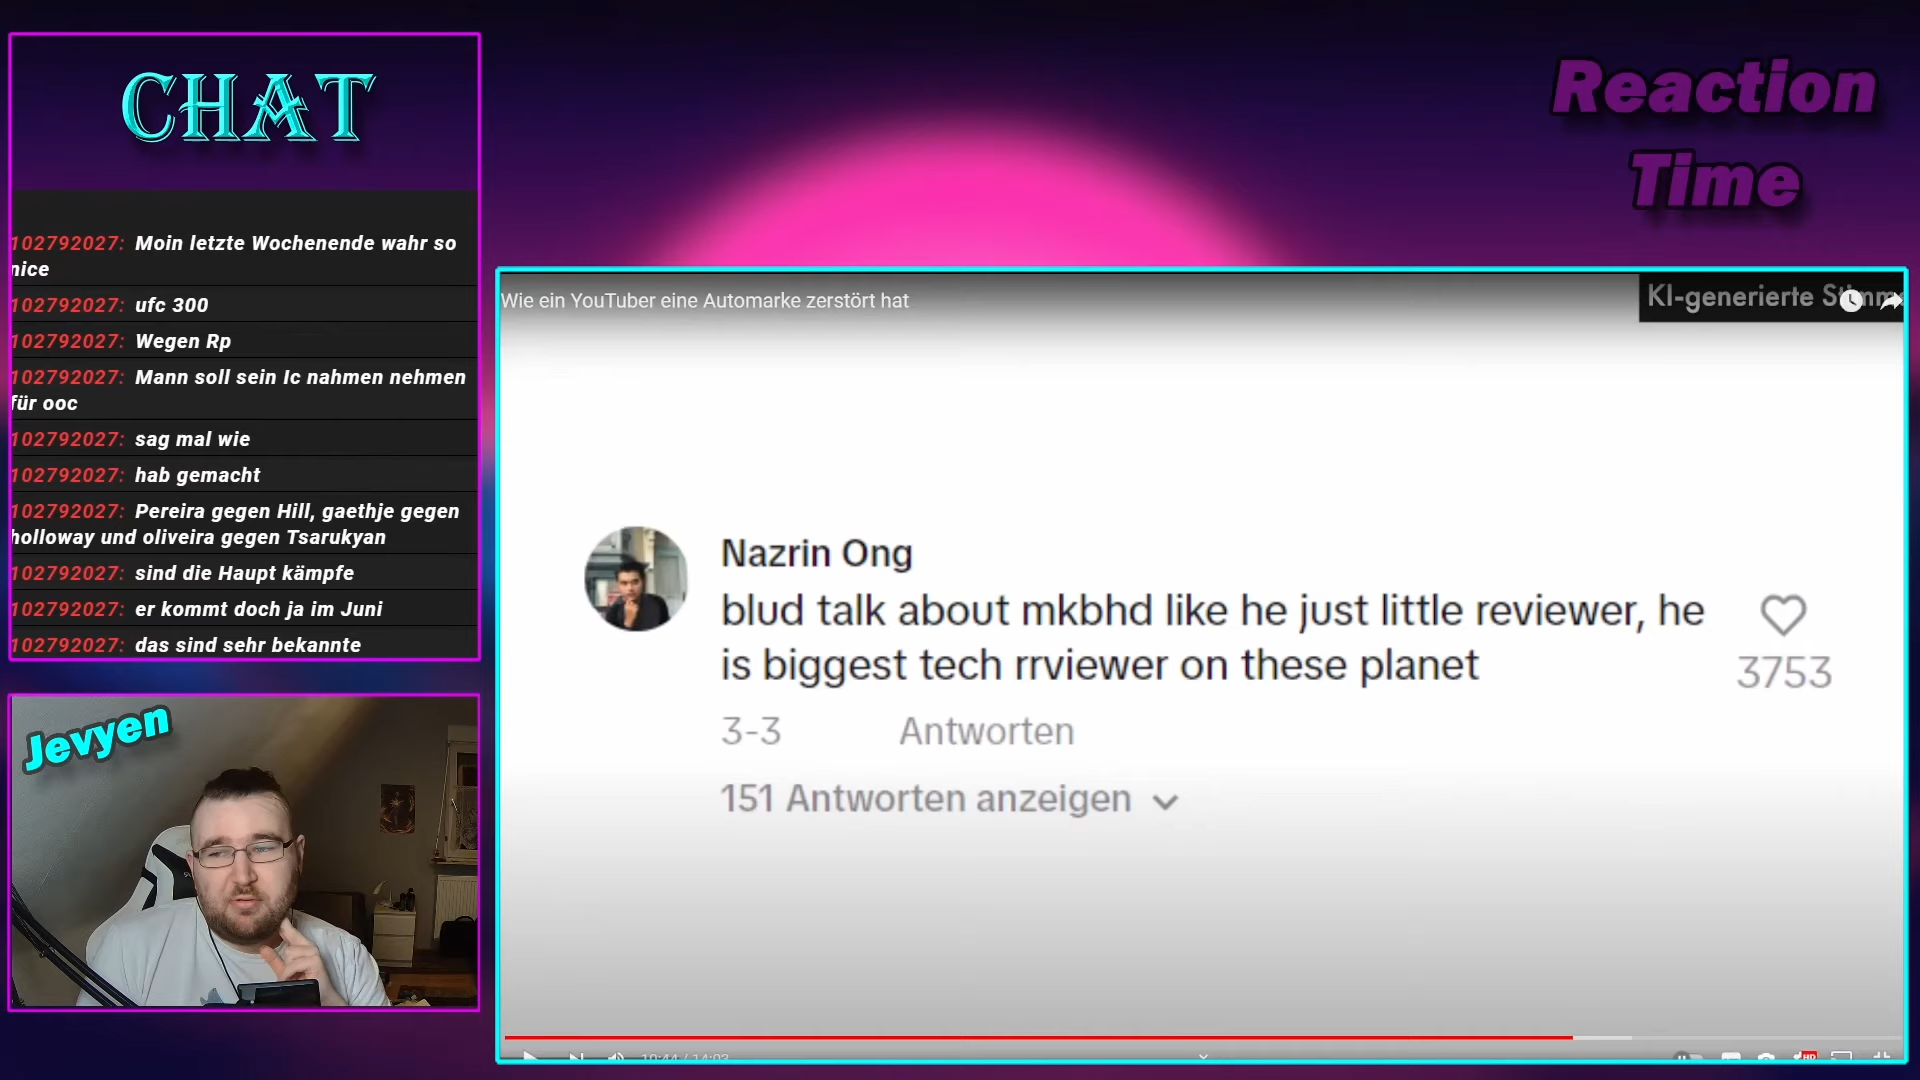 CHAT
Reaction
Time
102792027: Moin letzte Wochenende wahr so
nice
102792027: ufc 300
102792027: Wegen Rp
102792027: Mann soll sein Ic nahmen nehmen
für ooc
102792027: sag mal wie
102792027: hab gemacht
102792027: Pereira gegen Hill, gaethje gegen
holloway und oliveira gegen Tsarukyan
102792027: sind die Haupt kämpfe
102792027: er kommt doch ja im Juni
102792027: das sind sehr bekannte
Jevyen
Wie ein YouTuber eine Automarke zerstört hat
KI-generierte
Nazrin Ong
blud talk about mkbhd like he just little reviewer, he
is biggest tech rrviewer on these planet
3753
3-3 Antworten
151 Antworten anzeigen
HD